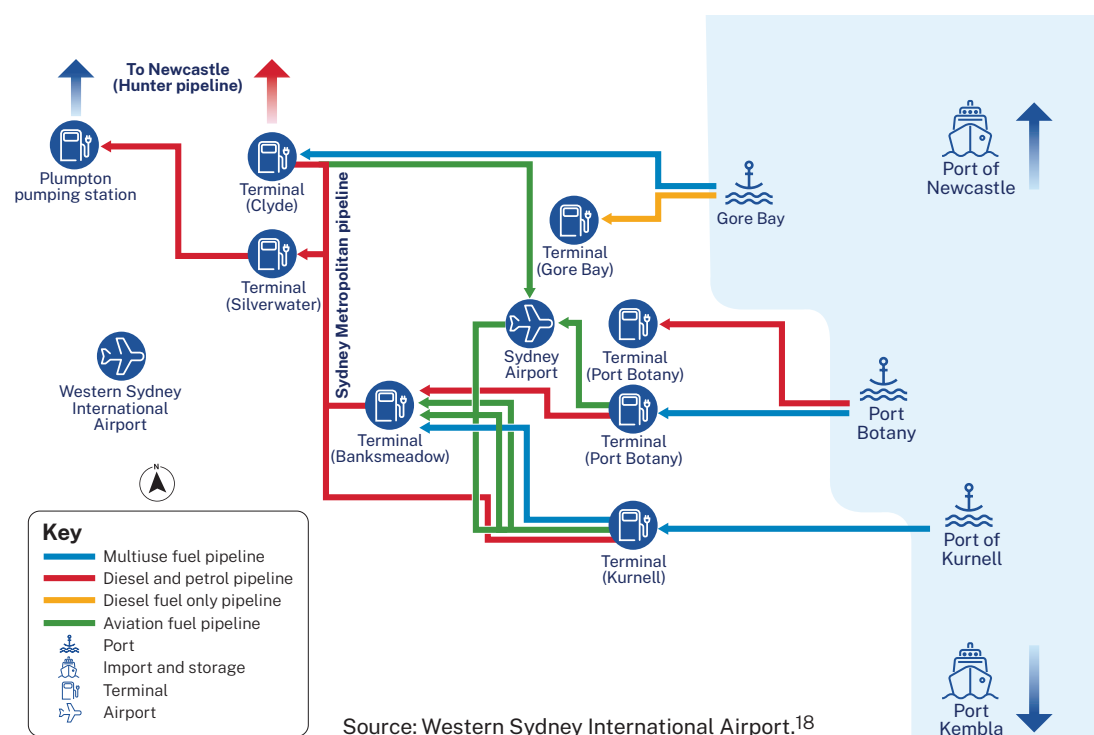 To Newcastle
(Hunter pipeline)
Plumpton
pumping station
Terminal
(Clyde)
Terminal
(Silverwater)
Sydney Metropolitan pipeline
Terminal
(Gore Bay)
Gore Bay
Port of
Newcastle
Western Sydney
International
Airport
Sydney
Airport
Terminal
(Port Botany)
Port
Botany
Terminal
(Banksmeadow)
Terminal
(Port Botany)
Terminal
(Kurnell)
Port of
Kurnell
Port
Kembla
N
Key
Multiuse fuel pipeline
Diesel and petrol pipeline
Diesel fuel only pipeline
Aviation fuel pipeline
Port
Import and storage
Terminal
Airport
Source: Western Sydney International Airport.18